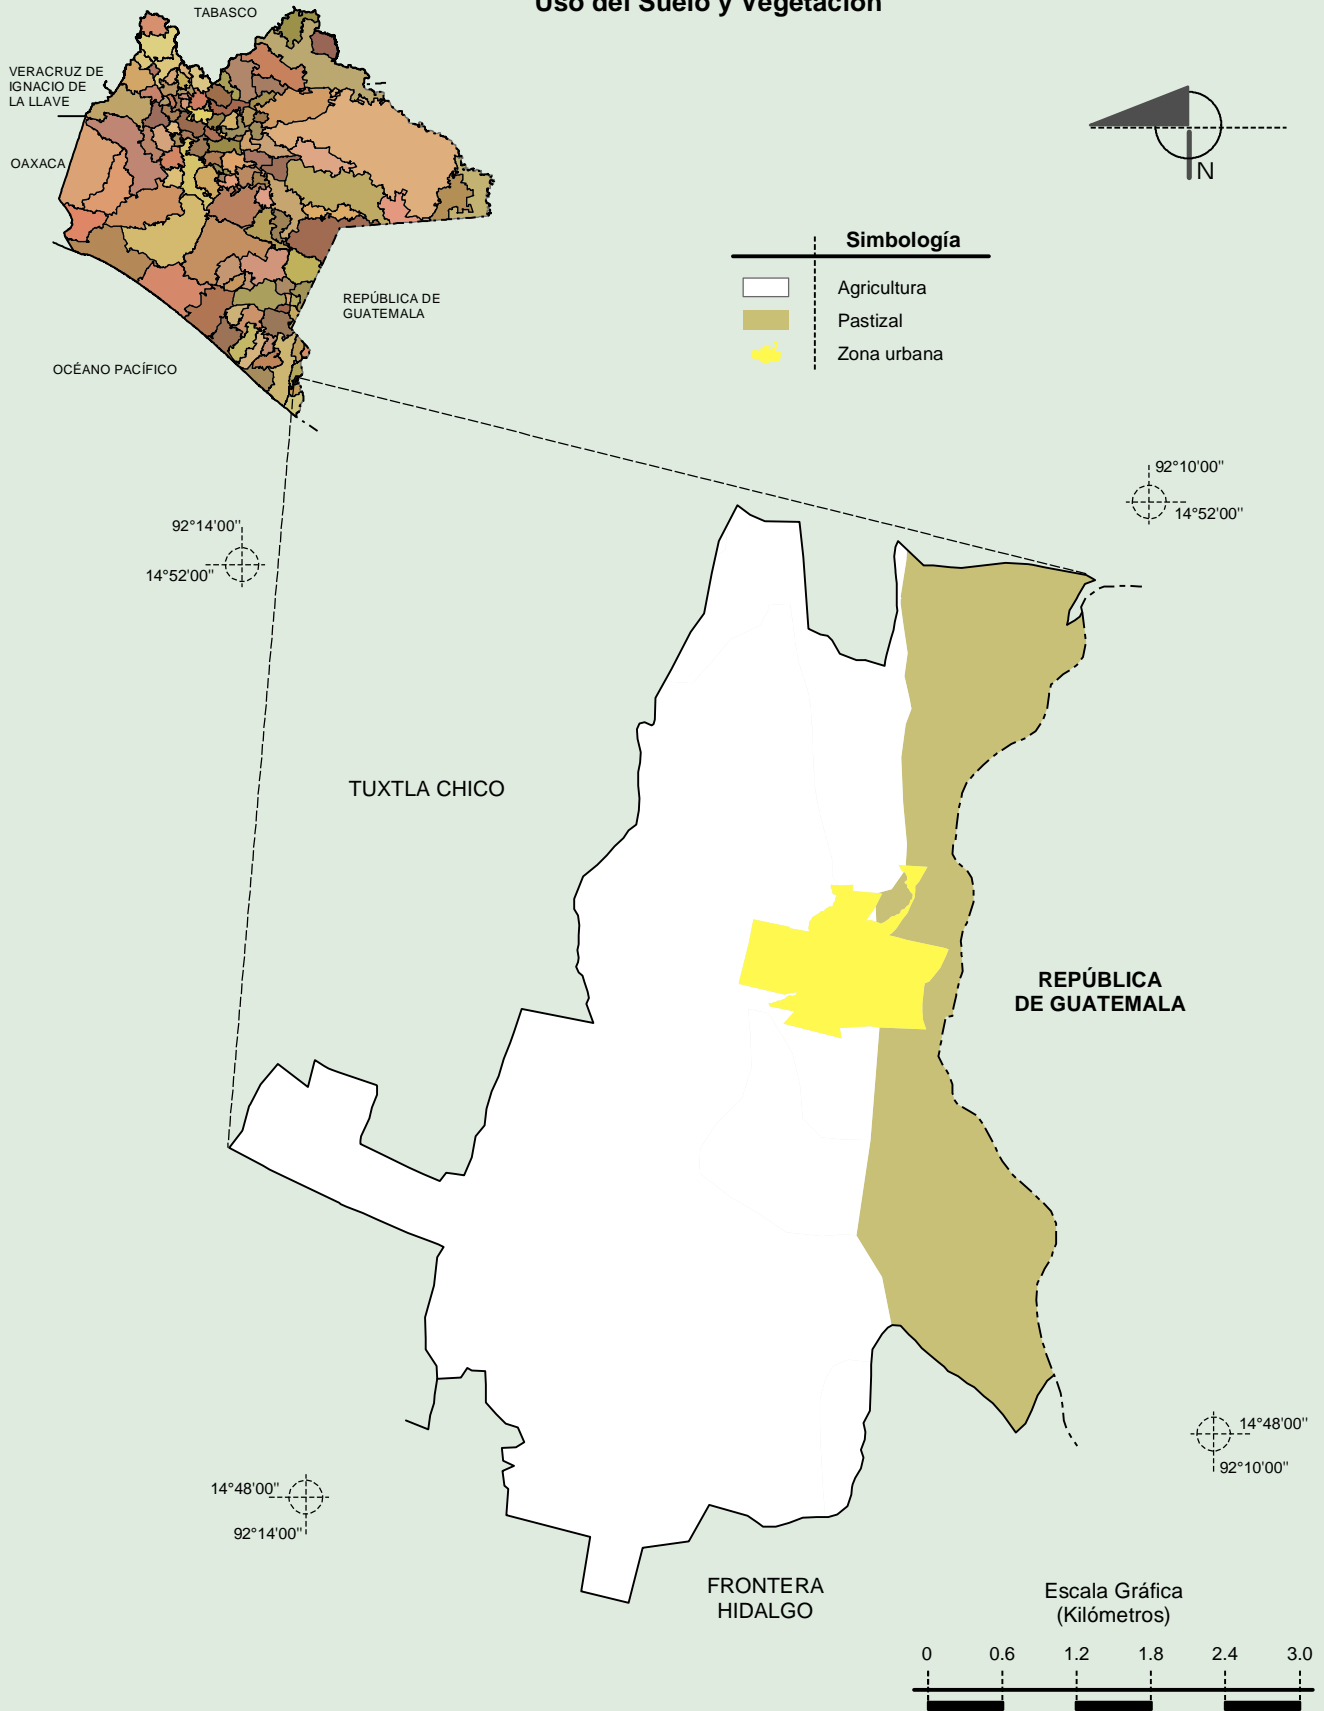 Uso del Suelo y Vegetación
TABASCO
VERACRUZ DE
IGNACIO DE
LA LLAVE
OAXACA
REPÚBLICA DE
GUATEMALA
OCÉANO PACÍFICO
N
Simbología
Agricultura
Pastizal
Zona urbana
92°10'00"
14°52'00"
92°14'00"
14°52'00"
TUXTLA CHICO
REPÚBLICA
DE GUATEMALA
14°48'00"
92°10'00"
14°48'00"
92°14'00"
FRONTERA
HIDALGO
Escala Gráfica
(Kilómetros)
0 0.6 1.2 1.8 2.4 3.0